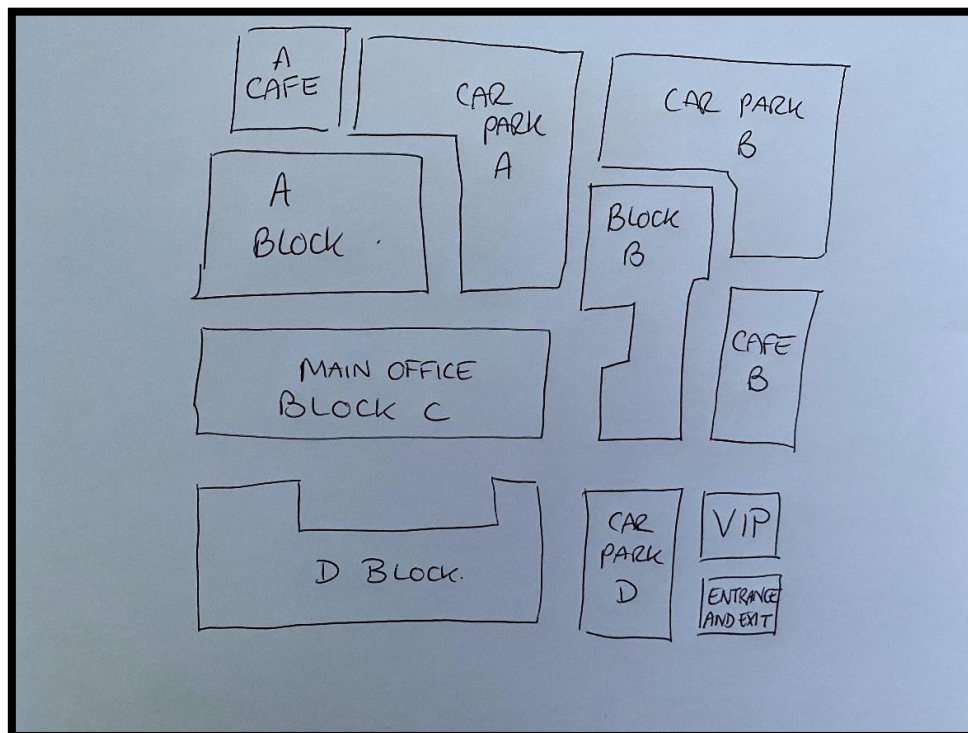 A
CAFE
CAR
PARK
A
CAR PARK
B
A
BLOCK
BLOCK
B
MAIN OFFICE
BLOCK C
CAFE
B
D BLOCK.
CAR
PARK
D
VIP
ENTRANCE
AND EXIT